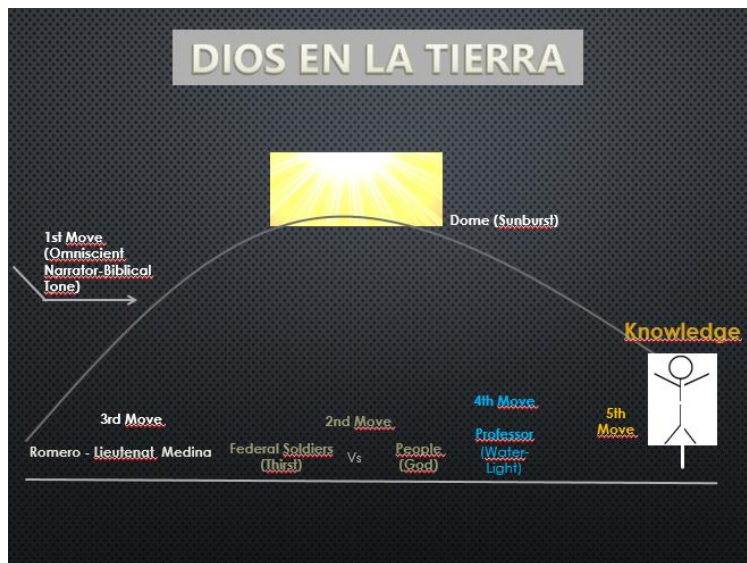 DIOS EN LA TIERRA
Dome (Sunburst)
1st Move
(Omniscient
Narrator-Biblical
Tone)
Knowledge
3rd Move
Romero - Lieutenat Medina
2nd Move
Federal Soldiers
(Thirst)
Vs
People
(God)
4th Move
Professor
(Water-
Light)
5th
Move